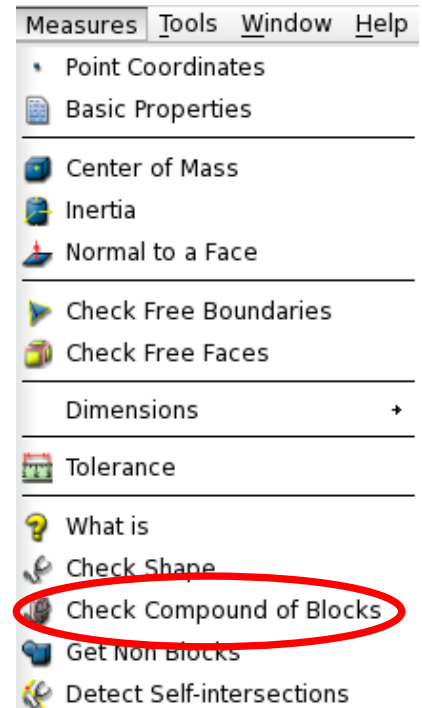 Measures Tools Window Help
Point Coordinates
Basic Properties
Center of Mass
Inertia
Normal to a Face
Check Free Boundaries
Check Free Faces
Dimensions
Tolerance
What is
Check Shape
Check Compound of Blocks
Get Non Blocks
Detect Self-intersections